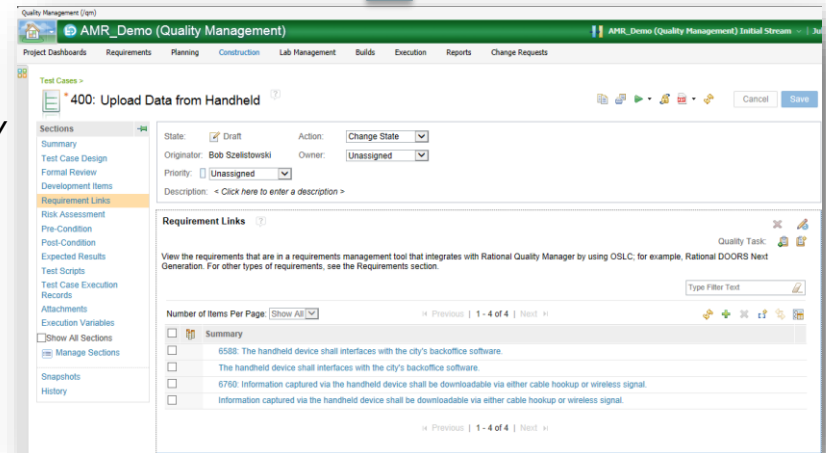 Quality Management (/qm)
AMR_Demo (Quality Management)
AMR_Demo (Quality Management) Initial Stream
Project Dashboards Requirements Planning Construction Lab Management Builds Execution Reports Change Requests
Test Cases >
* 400: Upload Data from Handheld
Cancel Save
Sections
Summary
Test Case Design
Formal Review
Development Items
Requirement Links
Risk Assessment
Pre-Condition
Post-Condition
Expected Results
Test Scripts
Test Case Execution
Records
Attachments
Execution Variables
Show All Sections
Manage Sections
Snapshots
History
State: Draft Action: Change State
Originator: Bob Szelistowski Owner: Unassigned
Priority: Unassigned
Description: < Click here to enter a description >
Requirement Links
Quality Task:
View the requirements that are in a requirements management tool that integrates with Rational Quality Manager by using OSLC; for example, Rational DOORS Next
Generation. For other types of requirements, see the Requirements section.
Type Filter Text
Number of Items Per Page: Show All Previous | 1 - 4 of 4 | Next
Summary
6588: The handheld device shall interfaces with the city's backoffice software.
The handheld device shall interfaces with the city's backoffice software.
6760: Information captured via the handheld device shall be downloadable via either cable hookup or wireless signal.
Information captured via the handheld device shall be downloadable via either cable hookup or wireless signal.
Previous | 1 - 4 of 4 | Next